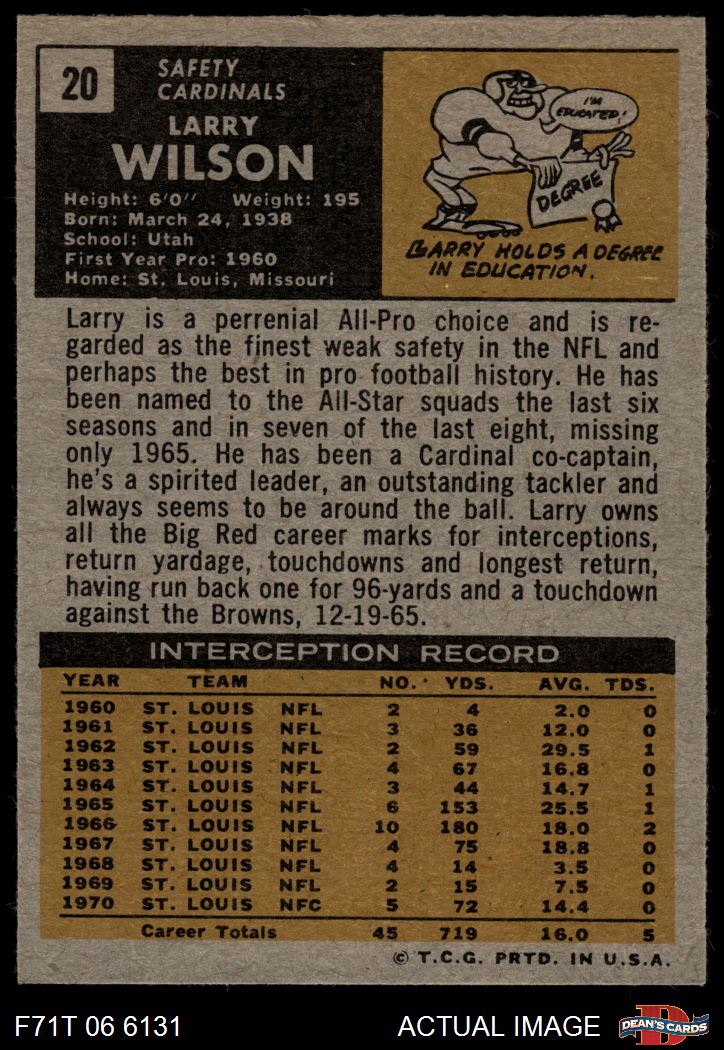 20
SAFETY
CARDINALS
LARRY
WILSON
Height: 6'0" Weight: 195
Born: March 24, 1938
School: Utah
First Year Pro: 1960
Home: St. Louis, Missouri
I'M
EDUCATED!
DEGREE
LARRY HOLDS A DEGREE
IN EDUCATION.
Larry is a perrenial All-Pro choice and is re-
garded as the finest weak safety in the NFL and
perhaps the best in pro football history. He has
been named to the All-Star squads the last six
seasons and in seven of the last eight, missing
only 1965. He has been a Cardinal co-captain,
he's a spirited leader, an outstanding tackler and
always seems to be around the ball. Larry owns
all the Big Red career marks for interceptions,
return yardage, touchdowns and longest return,
having run back one for 96-yards and a touchdown
against the Browns, 12-19-65.
INTERCEPTION RECORD
YEAR TEAM NO. YDS. AVG. TDS.
1960 ST. LOUIS NFL 2 4 2.0 0
1961 ST. LOUIS NFL 3 36 12.0 0
1962 ST. LOUIS NFL 2 59 29.5 1
1963 ST. LOUIS NFL 4 67 16.8 0
1964 ST. LOUIS NFL 3 44 14.7 1
1965 ST. LOUIS NFL 6 153 25.5 1
1966 ST. LOUIS NFL 10 180 18.0 2
1967 ST. LOUIS NFL 4 75 18.8 0
1968 ST. LOUIS NFL 4 14 3.5 0
1969 ST. LOUIS NFL 2 15 7.5 0
1970 ST. LOUIS NFC 5 72 14.4 0
Career Totals 45 719 16.0 5
© T.C.G. PRTD. IN U.S.A.
F71T 06 6131 ACTUAL IMAGE
D
DEAN'S CARDS